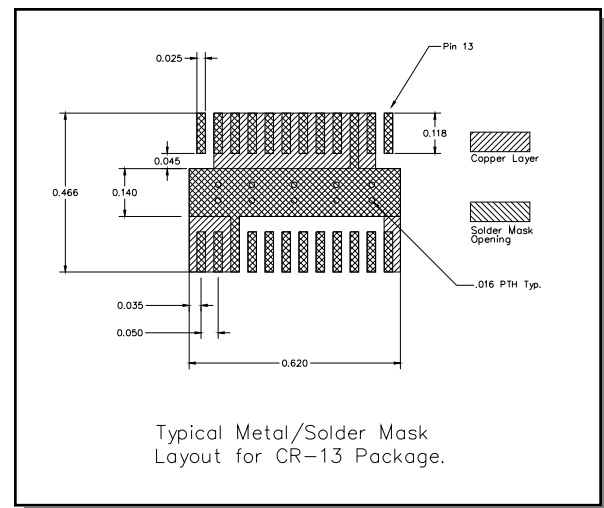 0.025
Pin 13
0.118
0.045
Copper Layer
0.466
0.140
Solder Mask
Opening
.016 PTH Typ.
0.035
0.050
0.620
Typical Metal/Solder Mask
Layout for CR-13 Package.